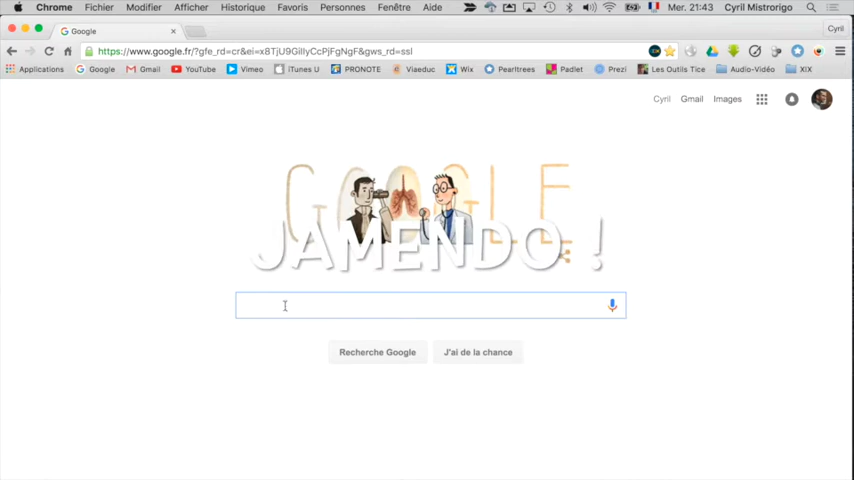 Chrome Fichier Modifier Afficher Historique Favoris Personnes Fenêtre Aide Mer. 21:43 Cyril Mistrorigo
Google Cyril
https://www.google.fr/?gfe_rd=cr&ei=x8TjU9GillyCcPjFgNgF&gws_rd=ssl
Applications Google Gmail YouTube Vimeo iTunes U PRONOTE Viaeduc Wix Pearltrees Padlet Prezi Les Outils Tice Audio-Vidéo XIX
Cyril Gmail Images
GOOGLE
JAMENDO !
Recherche Google J'ai de la chance